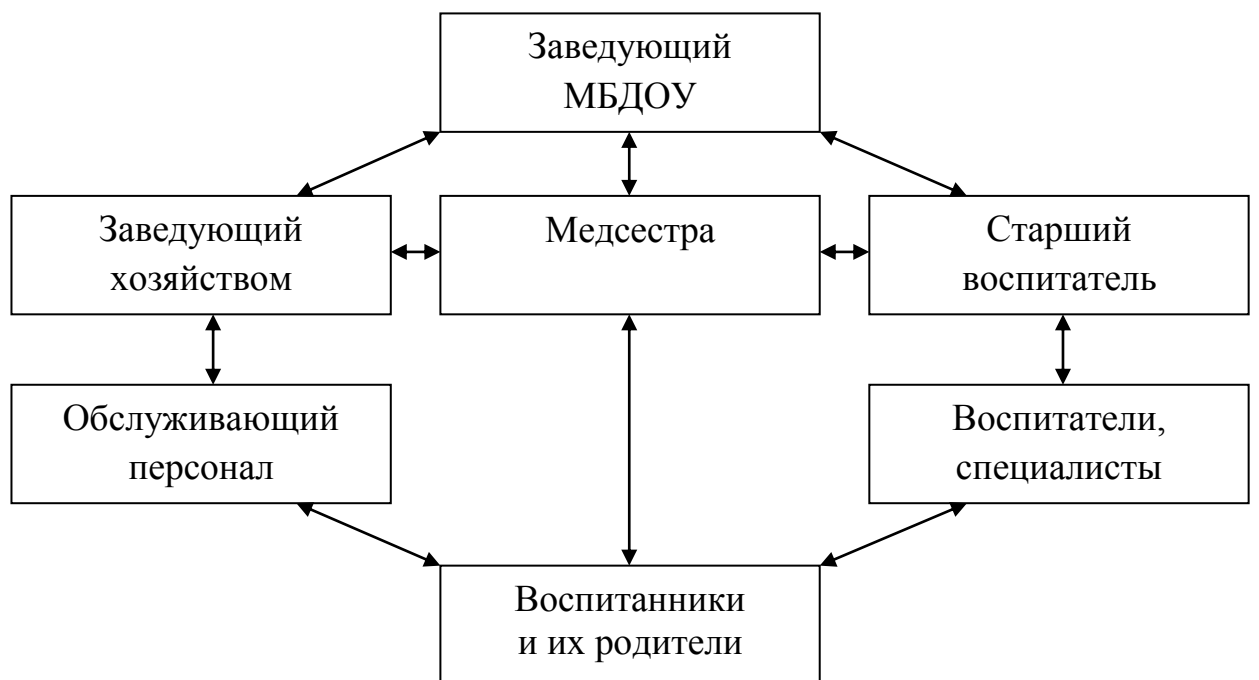 Заведующий
МБДОУ
Заведующий
хозяйством
Медсестра
Старший
воспитатель
Обслуживающий
персонал
Воспитатели,
специалисты
Воспитанники
и их родители